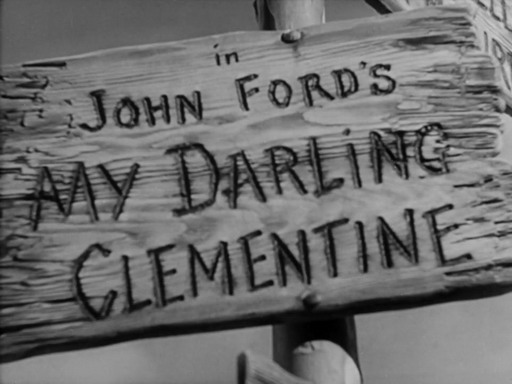 in
JOHN FORD'S
MY DARLING
CLEMENTINE